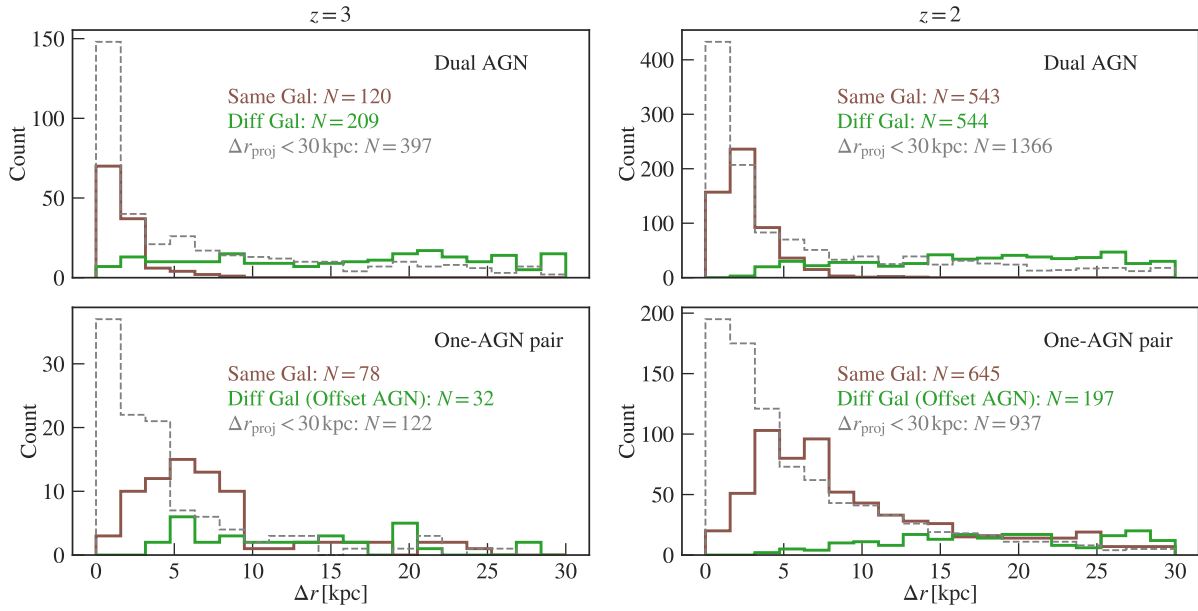 z = 3
z = 2
150
100
50
0
Count
Dual AGN
Same Gal: N = 120
Diff Gal: N = 209
Δr_proj < 30 kpc: N = 397
400
300
200
100
0
Count
Dual AGN
Same Gal: N = 543
Diff Gal: N = 544
Δr_proj < 30 kpc: N = 1366
30
20
10
0
Count
One-AGN pair
Same Gal: N = 78
Diff Gal (Offset AGN): N = 32
Δr_proj < 30 kpc: N = 122
0 5 10 15 20 25 30
Δr [kpc]
200
150
100
50
0
Count
One-AGN pair
Same Gal: N = 645
Diff Gal (Offset AGN): N = 197
Δr_proj < 30 kpc: N = 937
0 5 10 15 20 25 30
Δr [kpc]